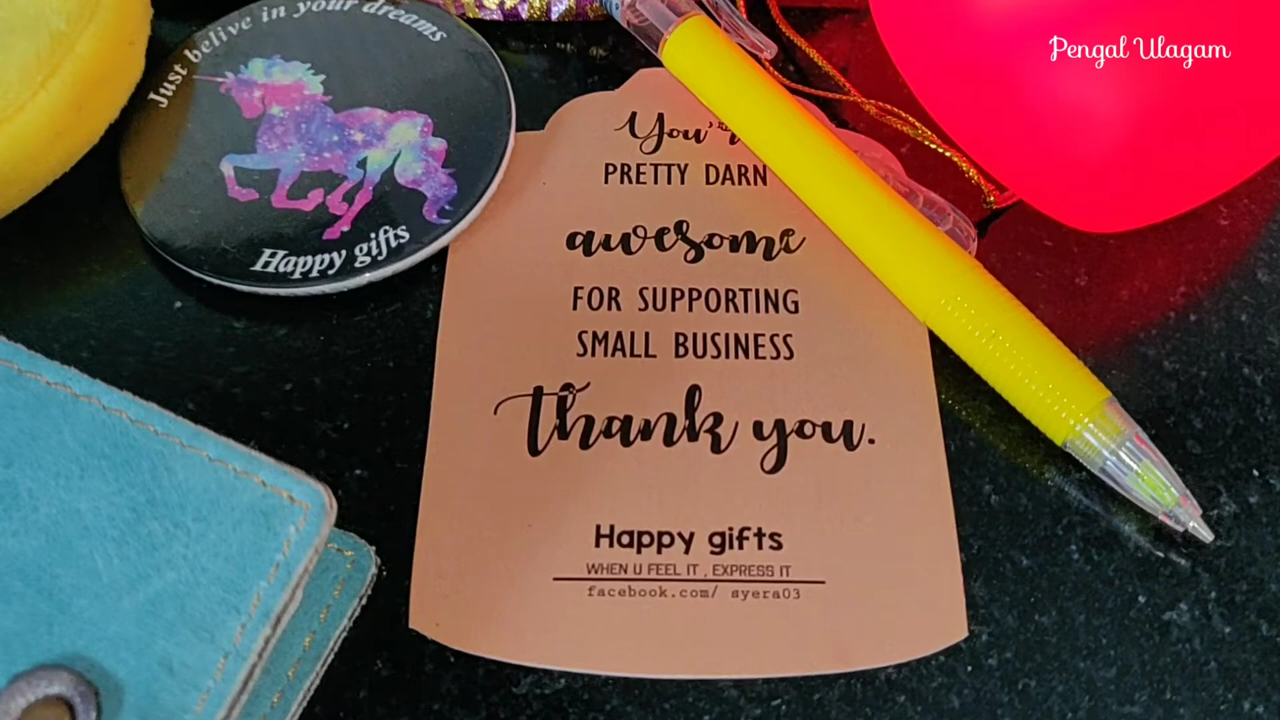 Pengal Ulagam
Just belive in your dreams
Happy gifts
You'r
PRETTY DARN
awesome
FOR SUPPORTING
SMALL BUSINESS
thank you.
Happy gifts
WHEN U FEEL IT , EXPRESS IT
facebook.com/ syera03